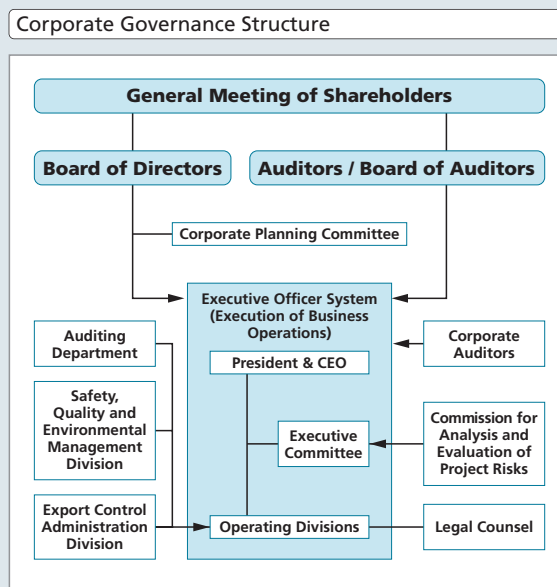 Corporate Governance Structure
General Meeting of Shareholders
Board of Directors
Auditors / Board of Auditors
Corporate Planning Committee
Executive Officer System
(Execution of Business
Operations)
Auditing
Department
Corporate
Auditors
President & CEO
Safety,
Quality and
Environmental
Management
Division
Executive
Committee
Commission for
Analysis and
Evaluation of
Project Risks
Export Control
Administration
Division
Operating Divisions
Legal Counsel